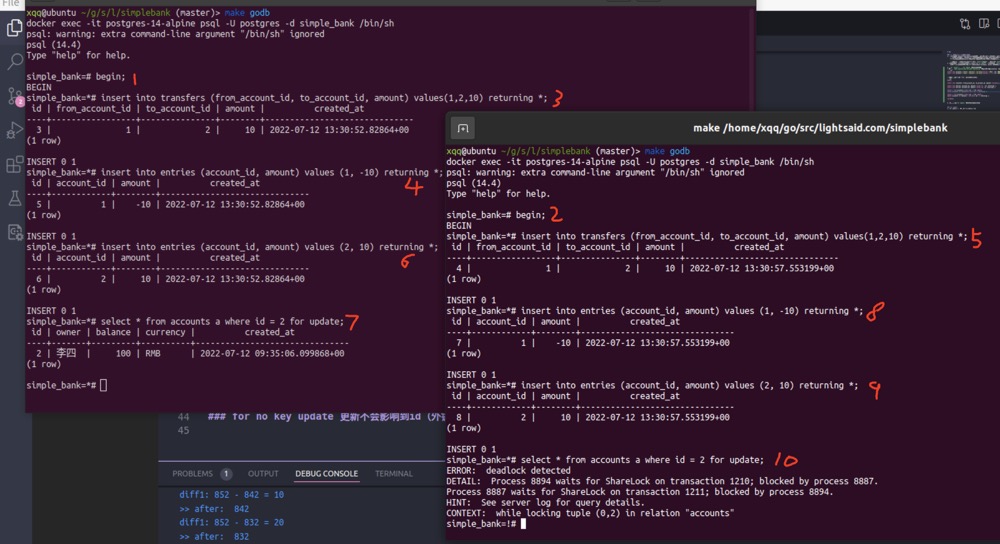 File
xqq@ubuntu ~/g/s/l/simplebank (master)> make godb
docker exec -it postgres-14-alpine psql -U postgres -d simple_bank /bin/sh
psql: warning: extra command-line argument "/bin/sh" ignored
psql (14.4)
Type "help" for help.
simple_bank=# begin; 1
BEGIN
simple_bank=*# insert into transfers (from_account_id, to_account_id, amount) values(1,2,10) returning *; 3
id | from_account_id | to_account_id | amount | created_at
----+-----------------+---------------+--------+------------------------------
3 | 1 | 2 | 10 | 2022-07-12 13:30:52.82864+00
(1 row)
INSERT 0 1
simple_bank=*# insert into entries (account_id, amount) values (1, -10) returning *;
id | account_id | amount | created_at 4
----+------------+--------+------------------------------
5 | 1 | -10 | 2022-07-12 13:30:52.82864+00
(1 row)
INSERT 0 1
simple_bank=*# insert into entries (account_id, amount) values (2, 10) returning *;
id | account_id | amount | created_at 6
----+------------+--------+------------------------------
6 | 2 | 10 | 2022-07-12 13:30:52.82864+00
(1 row)
INSERT 0 1
simple_bank=*# select * from accounts a where id = 2 for update; 7
id | owner | balance | currency | created_at
----+-------+---------+----------+-------------------------------
2 | 李四 | 100 | RMB | 2022-07-12 09:35:06.099868+00
(1 row)
simple_bank=*#
make /home/xqq/go/src/lightsaid.com/simplebank
xqq@ubuntu ~/g/s/l/simplebank (master)> make godb
docker exec -it postgres-14-alpine psql -U postgres -d simple_bank /bin/sh
psql: warning: extra command-line argument "/bin/sh" ignored
psql (14.4)
Type "help" for help.
simple_bank=# begin; 2
BEGIN
simple_bank=*# insert into transfers (from_account_id, to_account_id, amount) values(1,2,10) returning *; 5
id | from_account_id | to_account_id | amount | created_at
----+-----------------+---------------+--------+-------------------------------
4 | 1 | 2 | 10 | 2022-07-12 13:30:57.553199+00
(1 row)
INSERT 0 1
simple_bank=*# insert into entries (account_id, amount) values (1, -10) returning *; 8
id | account_id | amount | created_at
----+------------+--------+-------------------------------
7 | 1 | -10 | 2022-07-12 13:30:57.553199+00
(1 row)
INSERT 0 1
simple_bank=*# insert into entries (account_id, amount) values (2, 10) returning *; 9
id | account_id | amount | created_at
----+------------+--------+-------------------------------
8 | 2 | 10 | 2022-07-12 13:30:57.553199+00
(1 row)
INSERT 0 1
simple_bank=*# select * from accounts a where id = 2 for update; 10
ERROR: deadlock detected
DETAIL: Process 8894 waits for ShareLock on transaction 1210; blocked by process 8887.
Process 8887 waits for ShareLock on transaction 1211; blocked by process 8894.
HINT: See server log for query details.
CONTEXT: while locking tuple (0,2) in relation "accounts"
simple_bank=!#
44 ### for no key update 更新不会影响到id（外
45
PROBLEMS 1 OUTPUT DEBUG CONSOLE TERMINAL
diff1: 852 - 842 = 10
>> after: 842
diff1: 852 - 832 = 20
>> after: 832
2